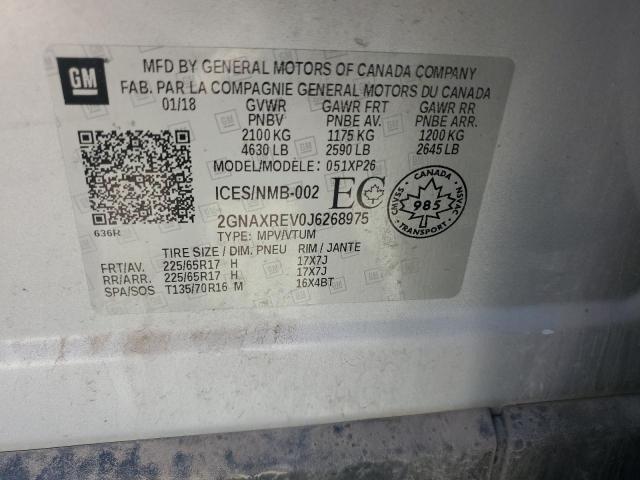 GM
MFD BY GENERAL MOTORS OF CANADA COMPANY
FAB. PAR LA COMPAGNIE GENERAL MOTORS DU CANADA
01/18 GVWR GAWR FRT GAWR RR
PNBV PNBE AV. PNBE ARR.
2100 KG 1175 KG 1200 KG
4630 LB 2590 LB 2645 LB
MODEL/MODÈLE: 051XP26
ICES/NMB-002 EC
CANADA
CMVSS 985 NSVAC
CANADA
636R
2GNAXREV0J6268975
TYPE: MPV/VTUM
TIRE SIZE / DIM. PNEU RIM / JANTE
FRT/AV. 225/65R17 H 17X7J
RR/ARR. 225/65R17 H 17X7J
SPA/SOS T135/70R16 M 16X4BT